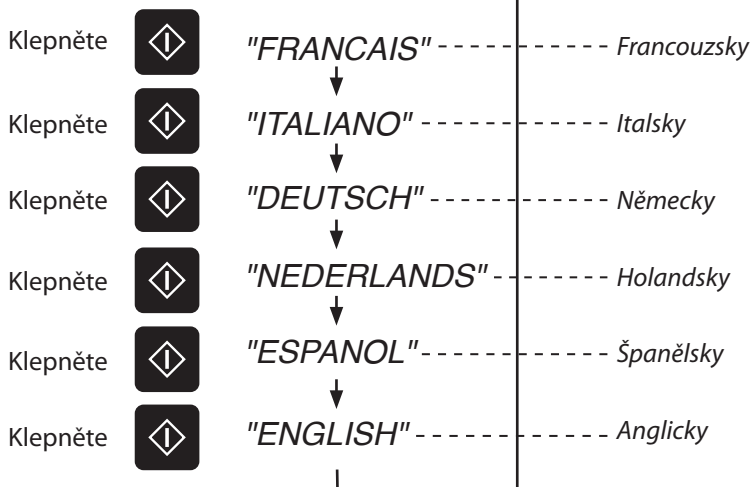 Klepněte "FRANCAIS" Francouzsky
Klepněte "ITALIANO" Italsky
Klepněte "DEUTSCH" Německy
Klepněte "NEDERLANDS" Holandsky
Klepněte "ESPANOL" Španělsky
Klepněte "ENGLISH" Anglicky